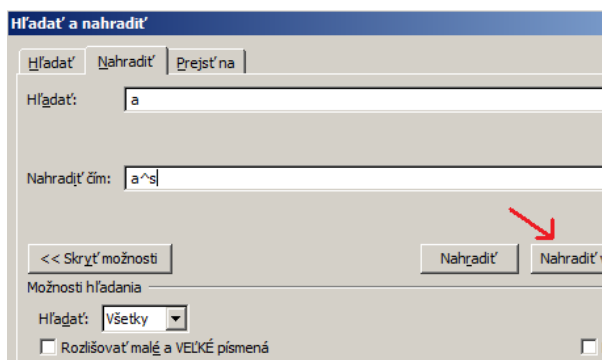 Hľadať a nahradiť
Hľadať Nahradiť Prejsť na
Hľadať: a
Nahradiť čím: a^s
<< Skryť možnosti Nahradiť Nahradiť
Možnosti hľadania
Hľadať: Všetky
Rozlišovať malé a VEĽKÉ písmená